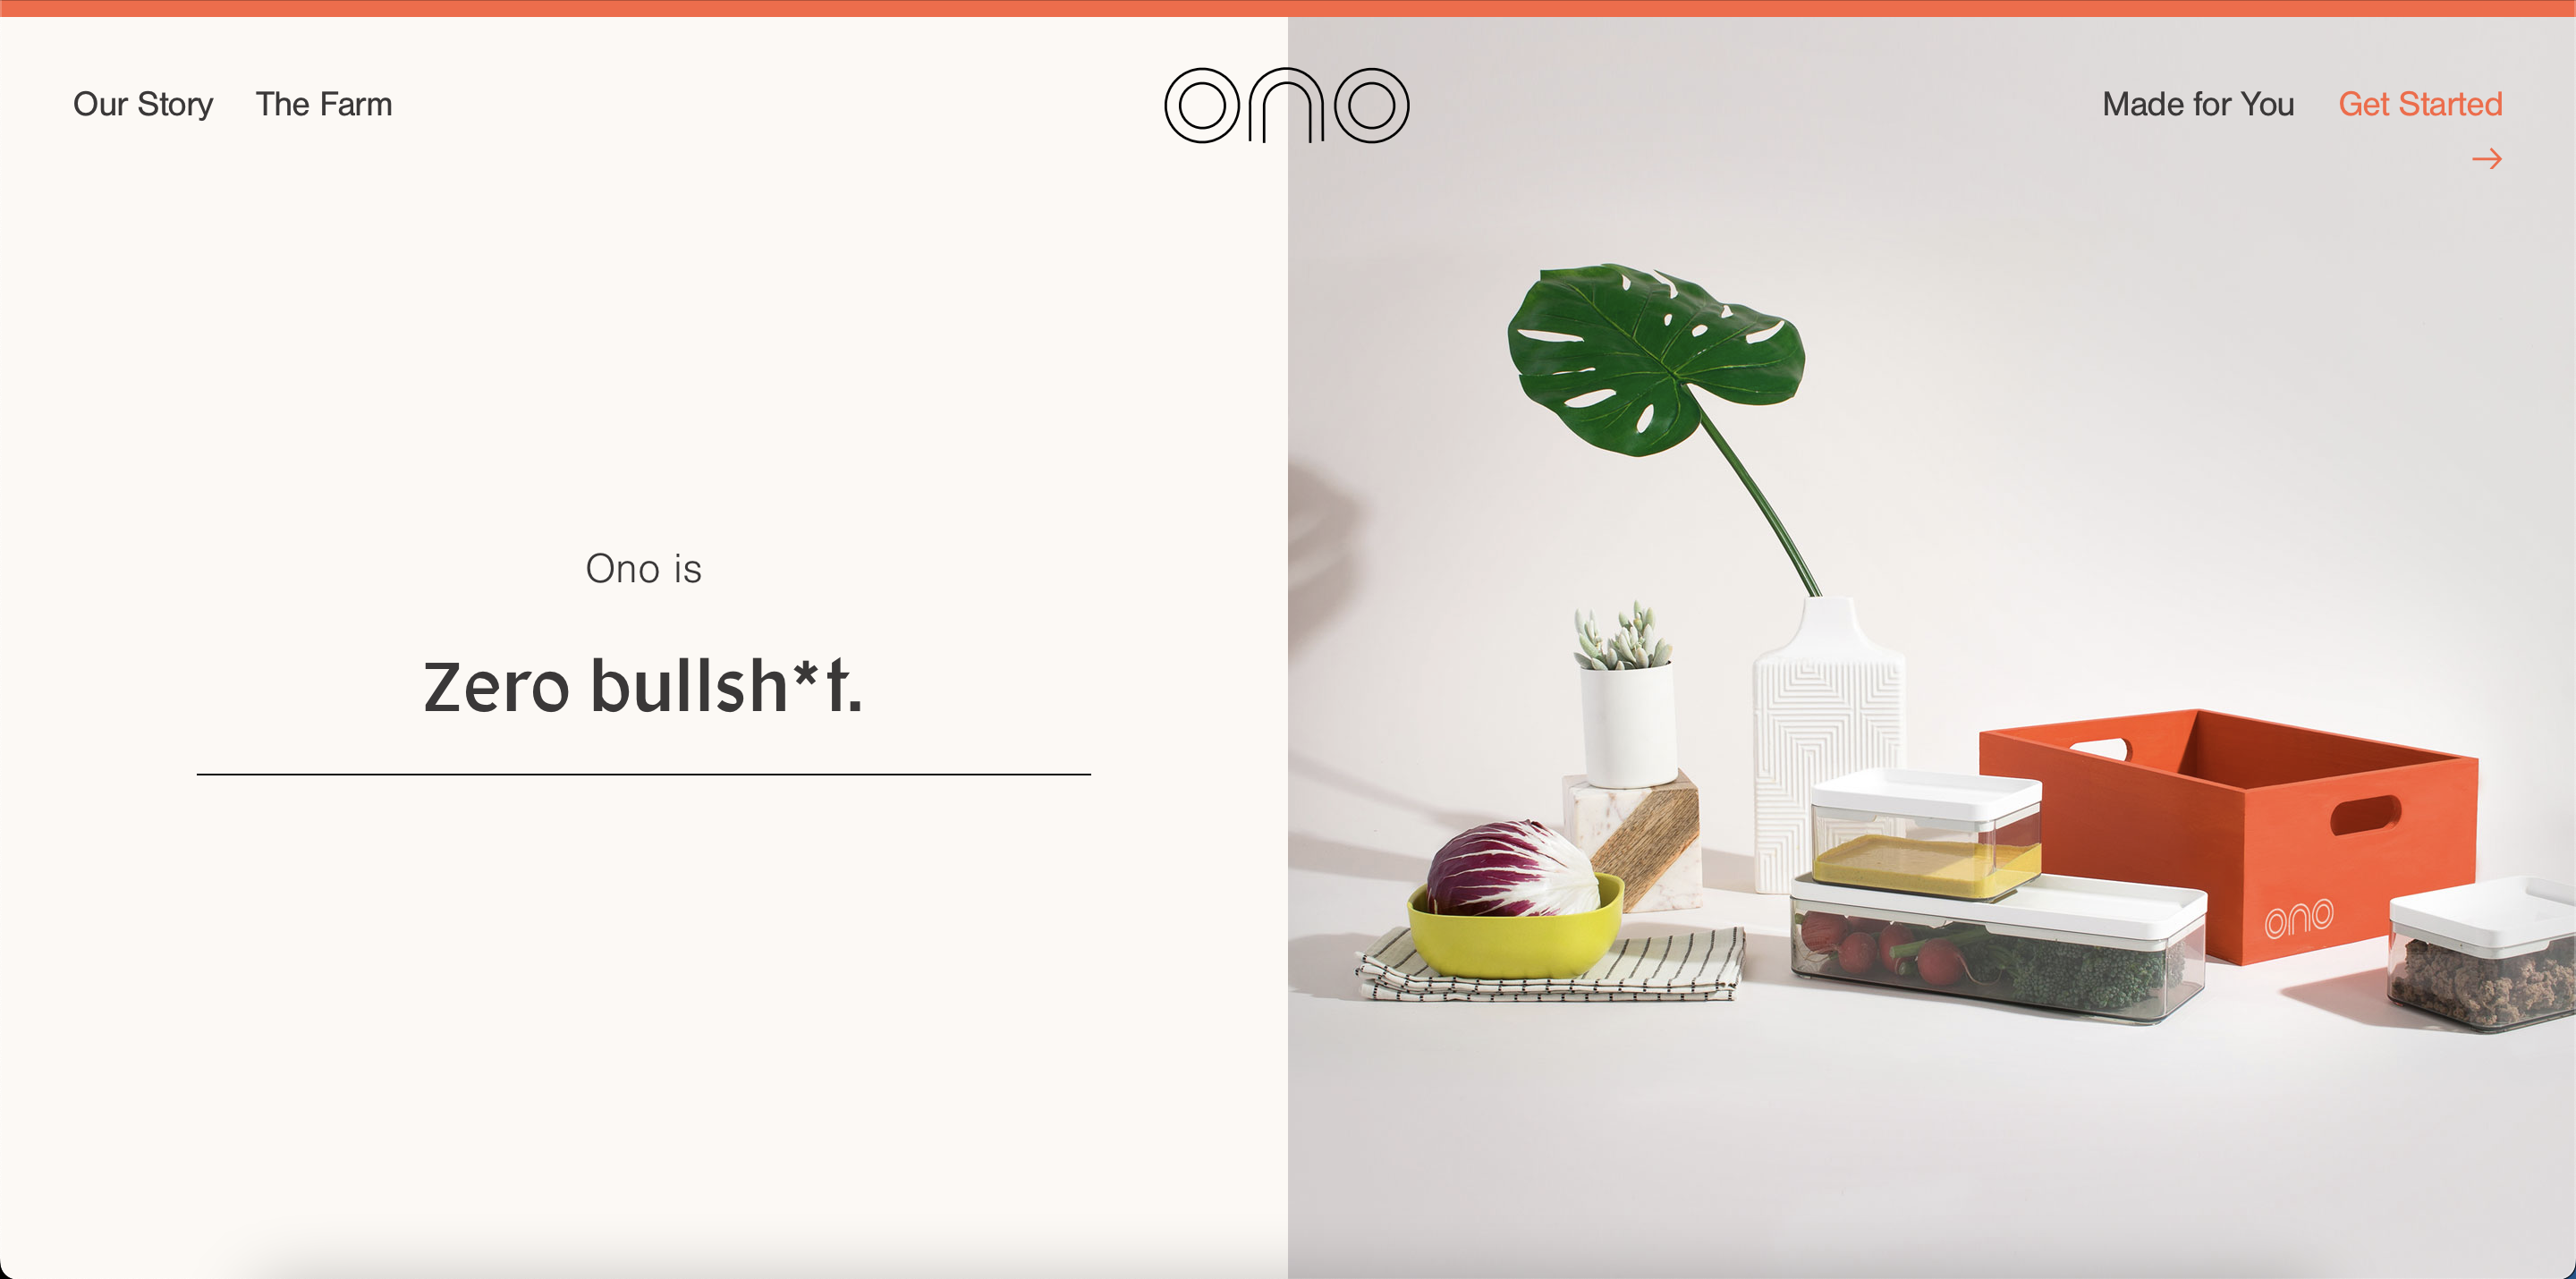 Our Story
The Farm
ono
Made for You
Get Started
→
Ono is
Zero bullsh*t.
ono